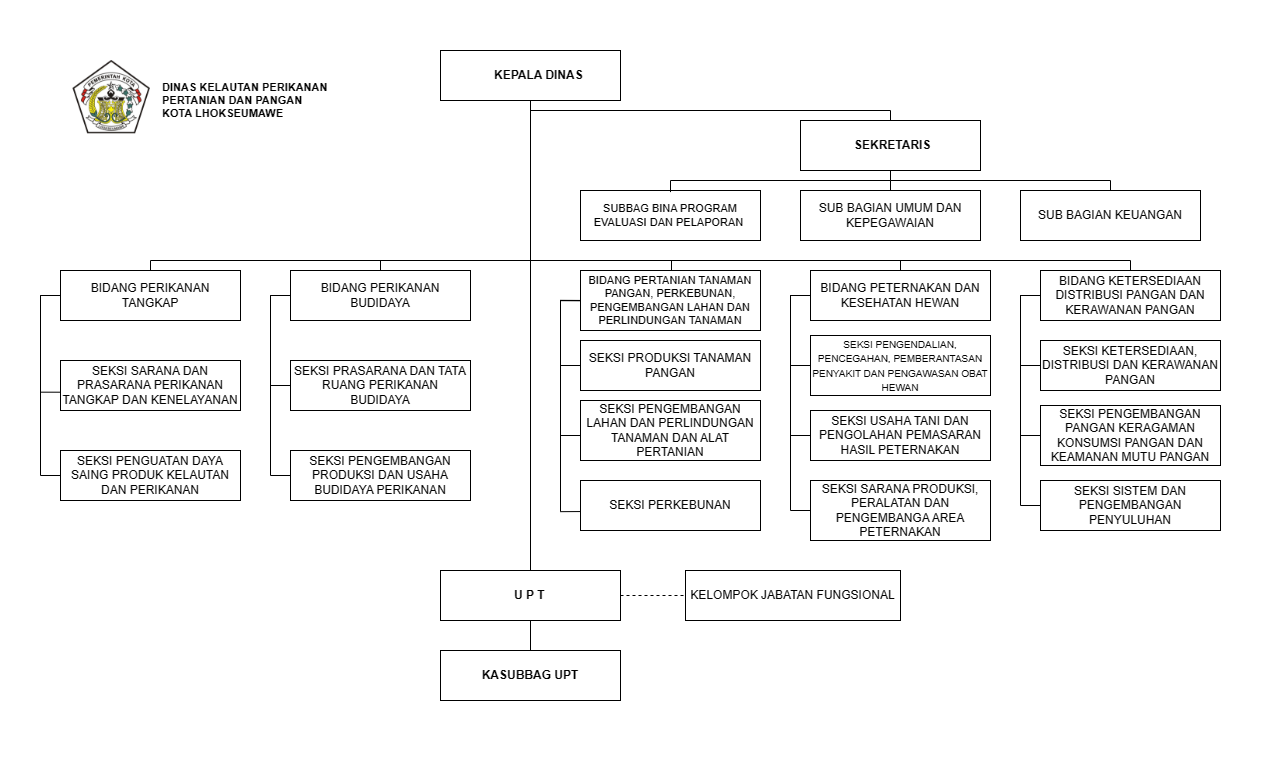 PEMERINTAH KOTA
DINAS KELAUTAN PERIKANAN
PERTANIAN DAN PANGAN
KOTA LHOKSEUMAWE
KEPALA DINAS
SEKRETARIS
SUBBAG BINA PROGRAM
EVALUASI DAN PELAPORAN
SUB BAGIAN UMUM DAN
KEPEGAWAIAN
SUB BAGIAN KEUANGAN
BIDANG PERIKANAN
TANGKAP
SEKSI SARANA DAN
PRASARANA PERIKANAN
TANGKAP DAN KENELAYANAN
SEKSI PENGUATAN DAYA
SAING PRODUK KELAUTAN
DAN PERIKANAN
BIDANG PERIKANAN
BUDIDAYA
SEKSI PRASARANA DAN TATA
RUANG PERIKANAN
BUDIDAYA
SEKSI PENGEMBANGAN
PRODUKSI DAN USAHA
BUDIDAYA PERIKANAN
BIDANG PERTANIAN TANAMAN
PANGAN, PERKEBUNAN,
PENGEMBANGAN LAHAN DAN
PERLINDUNGAN TANAMAN
SEKSI PRODUKSI TANAMAN
PANGAN
SEKSI PENGEMBANGAN
LAHAN DAN PERLINDUNGAN
TANAMAN DAN ALAT
PERTANIAN
SEKSI PERKEBUNAN
BIDANG PETERNAKAN DAN
KESEHATAN HEWAN
SEKSI PENGENDALIAN,
PENCEGAHAN, PEMBERANTASAN
PENYAKIT DAN PENGAWASAN OBAT
HEWAN
SEKSI USAHA TANI DAN
PENGOLAHAN PEMASARAN
HASIL PETERNAKAN
SEKSI SARANA PRODUKSI,
PERALATAN DAN
PENGEMBANGA AREA
PETERNAKAN
BIDANG KETERSEDIAAN
DISTRIBUSI PANGAN DAN
KERAWANAN PANGAN
SEKSI KETERSEDIAAN,
DISTRIBUSI DAN KERAWANAN
PANGAN
SEKSI PENGEMBANGAN
PANGAN KERAGAMAN
KONSUMSI PANGAN DAN
KEAMANAN MUTU PANGAN
SEKSI SISTEM DAN
PENGEMBANGAN
PENYULUHAN
U P T
KELOMPOK JABATAN FUNGSIONAL
KASUBBAG UPT